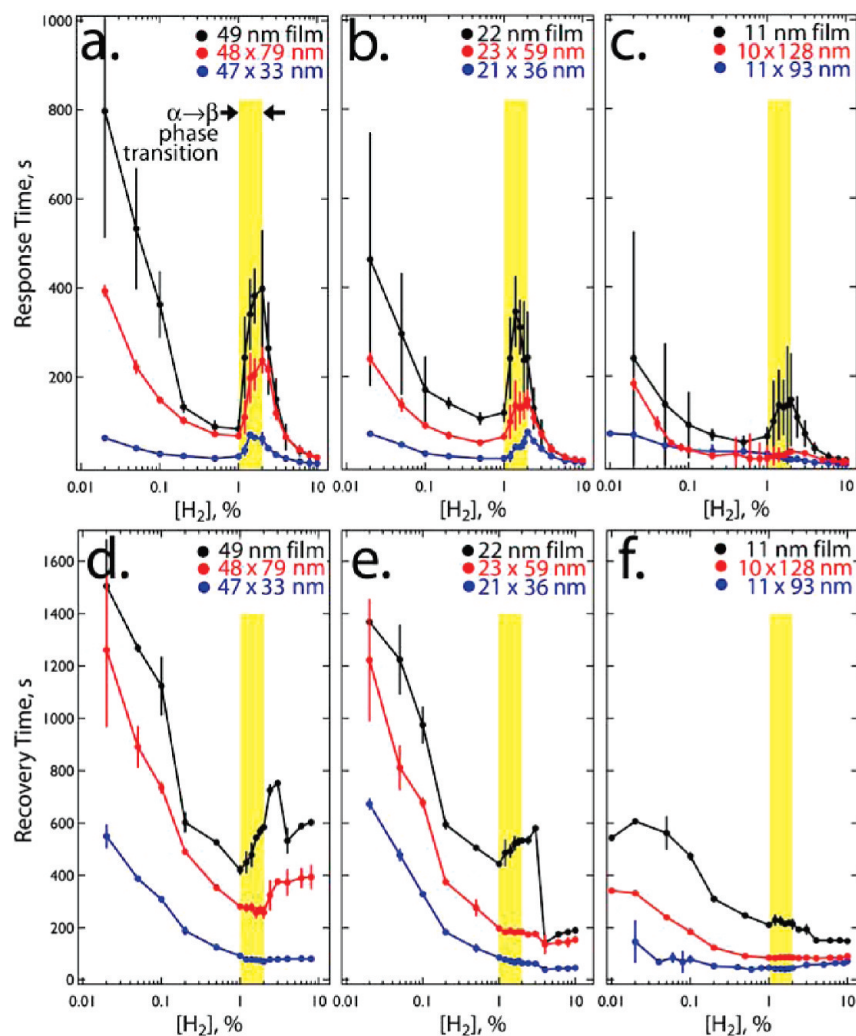 a.
49 nm film
48 x 79 nm
47 x 33 nm
α→β
phase
transition
b.
22 nm film
23 x 59 nm
21 x 36 nm
c.
11 nm film
10 x 128 nm
11 x 93 nm
Response Time, s
1000
800
600
400
200
0.01 0.1 1 10
[H2], %
0.01 0.1 1 10
[H2], %
0.01 0.1 1 10
[H2], %
d.
49 nm film
48 x 79 nm
47 x 33 nm
e.
22 nm film
23 x 59 nm
21 x 36 nm
f.
11 nm film
10 x 128 nm
11 x 93 nm
Recovery Time, s
1600
1400
1200
1000
800
600
400
200
0
0.01 0.1 1 10
[H2], %
0.01 0.1 1 10
[H2], %
0.01 0.1 1 10
[H2], %